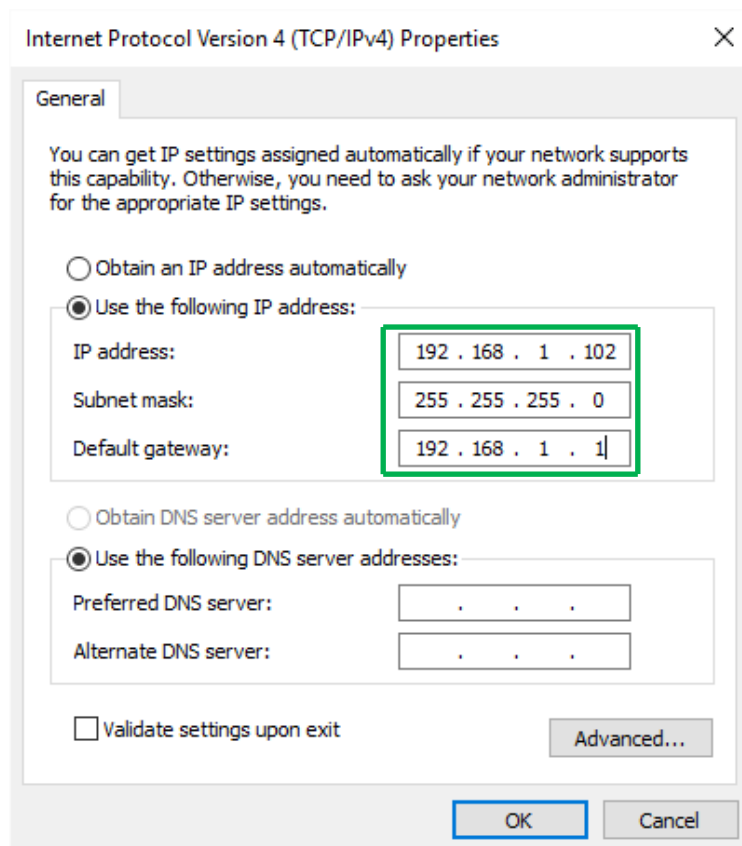 Internet Protocol Version 4 (TCP/IPv4) Properties
General
You can get IP settings assigned automatically if your network supports
this capability. Otherwise, you need to ask your network administrator
for the appropriate IP settings.
Obtain an IP address automatically
Use the following IP address:
IP address: 192 . 168 . 1 . 102
Subnet mask: 255 . 255 . 255 . 0
Default gateway: 192 . 168 . 1 . 1
Obtain DNS server address automatically
Use the following DNS server addresses:
Preferred DNS server: . . .
Alternate DNS server: . . .
Validate settings upon exit
Advanced...
OK Cancel